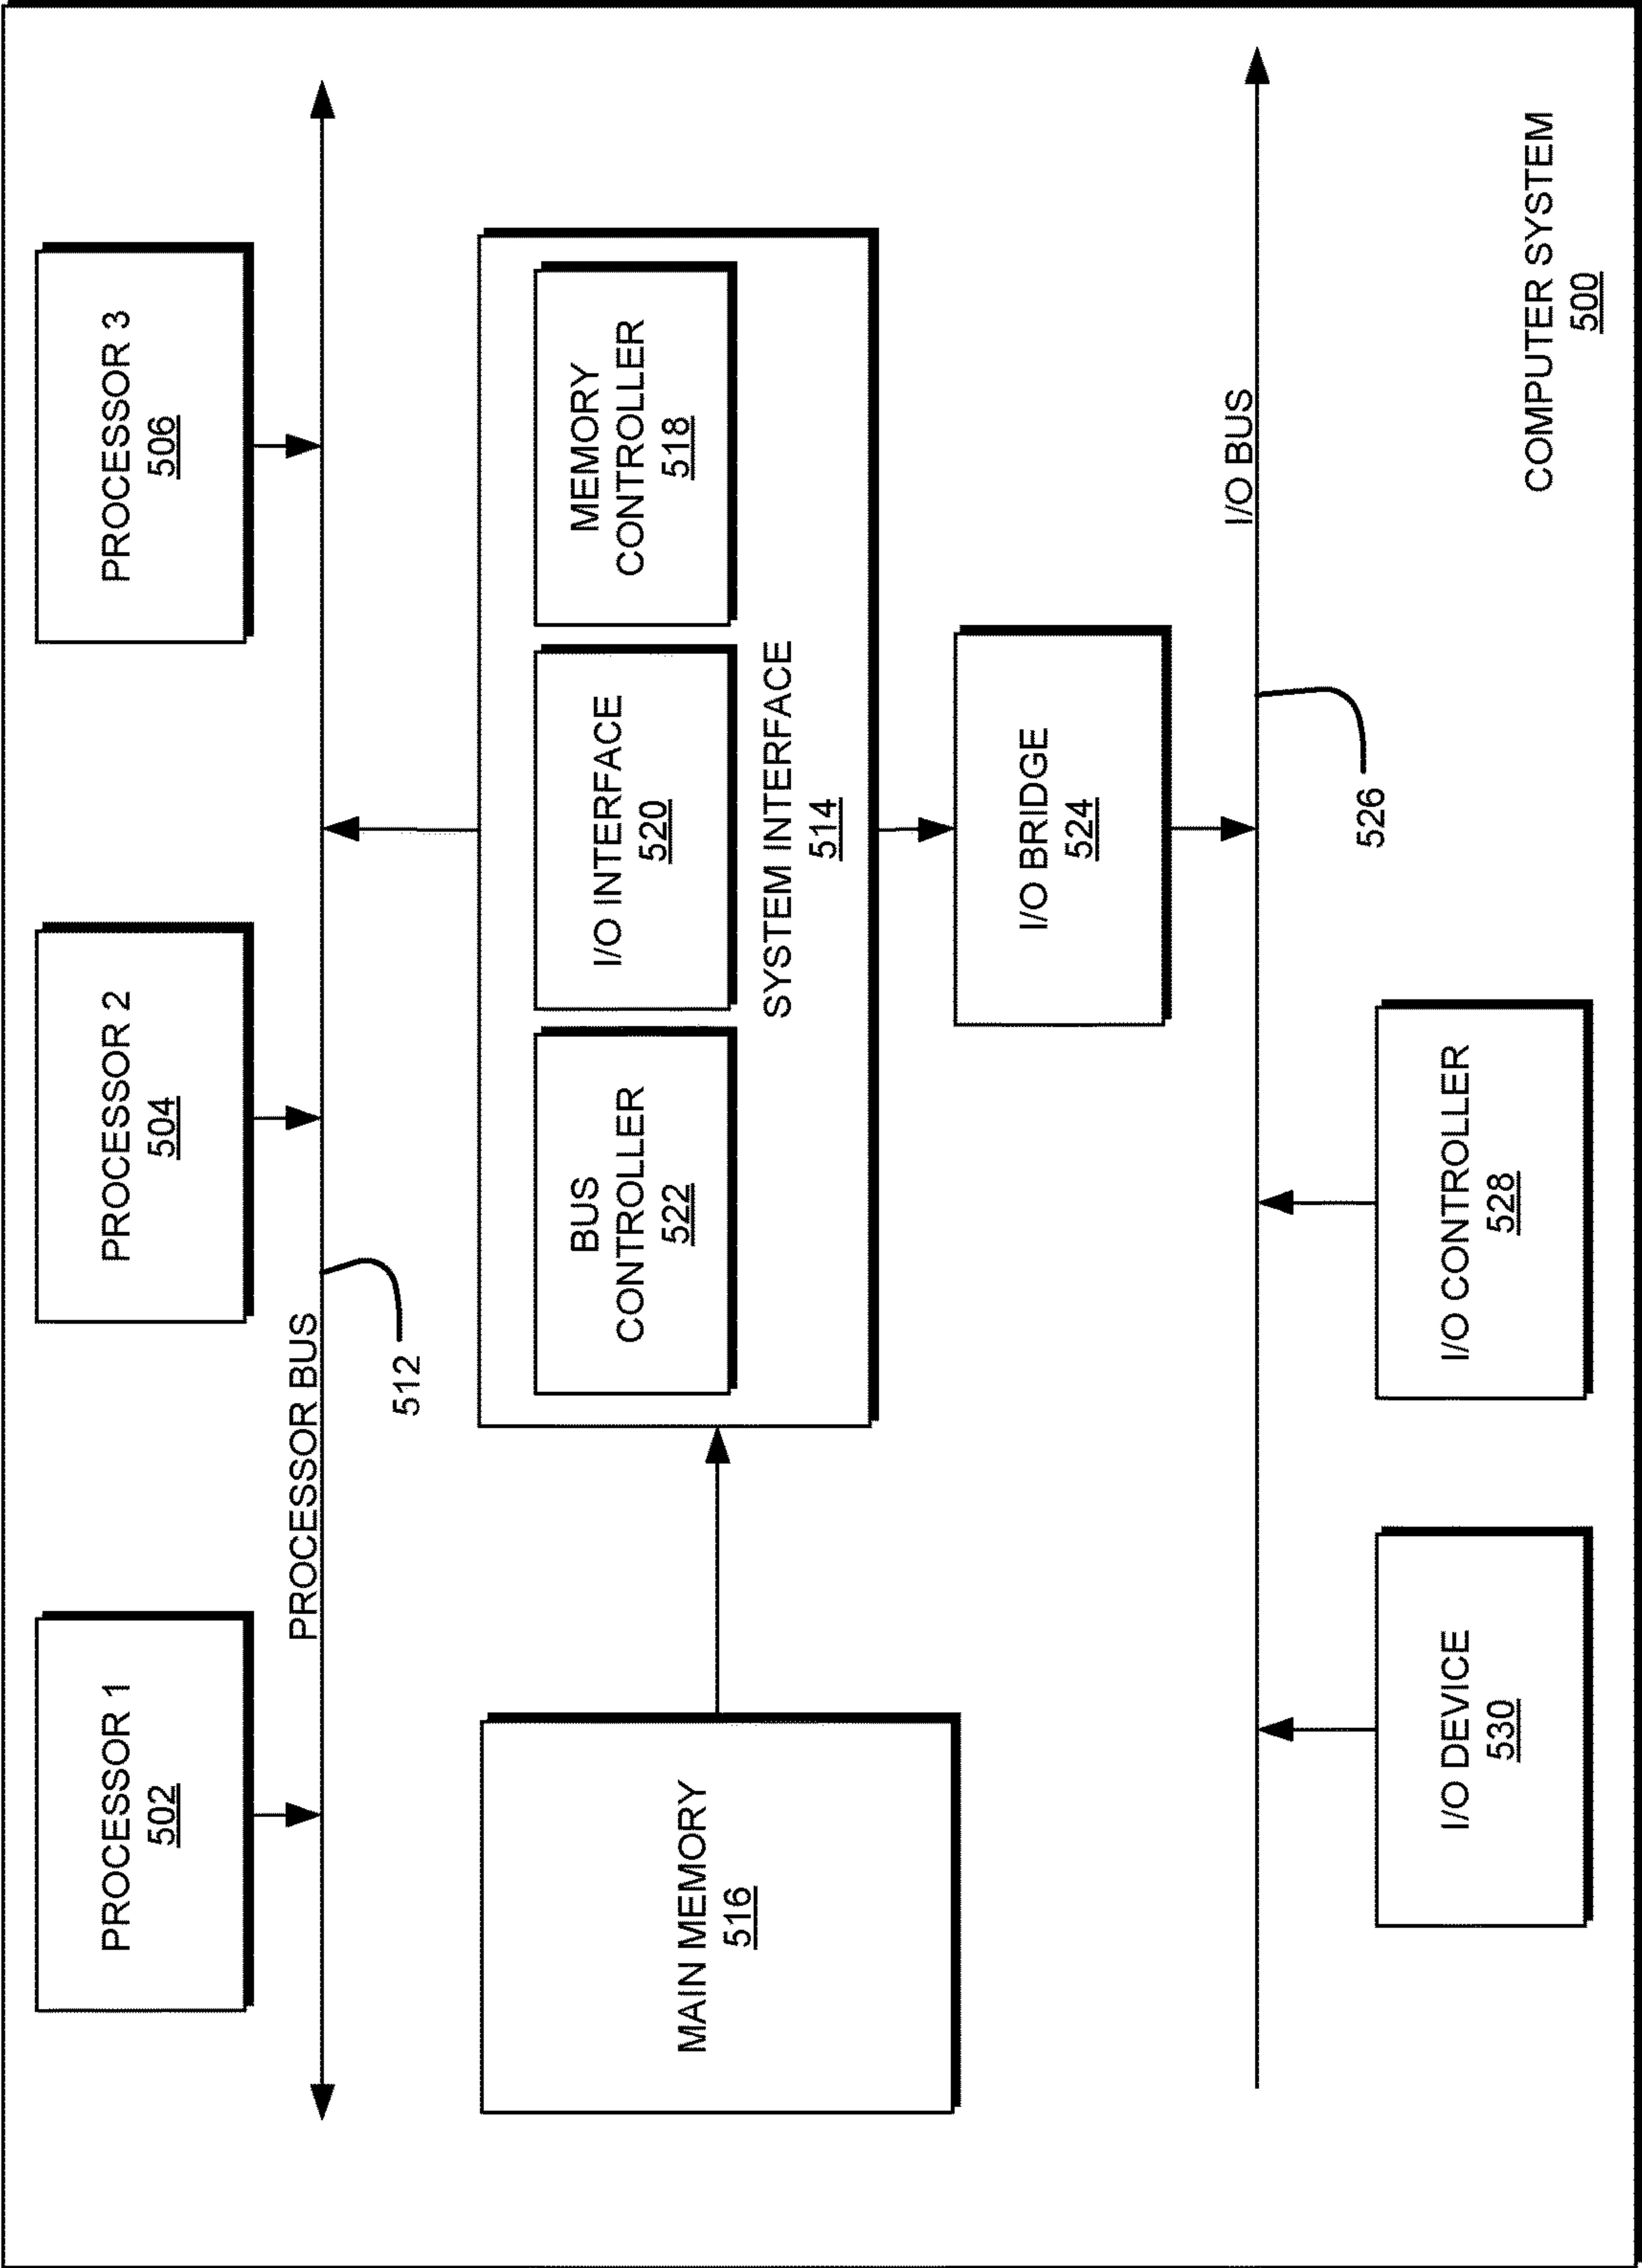 PROCESSOR 1
502
PROCESSOR 2
504
PROCESSOR 3
506
PROCESSOR BUS
512
MAIN MEMORY
516
BUS
CONTROLLER
522
I/O INTERFACE
520
MEMORY
CONTROLLER
518
SYSTEM INTERFACE
514
I/O BRIDGE
524
I/O BUS
526
I/O DEVICE
530
I/O CONTROLLER
528
COMPUTER SYSTEM
500